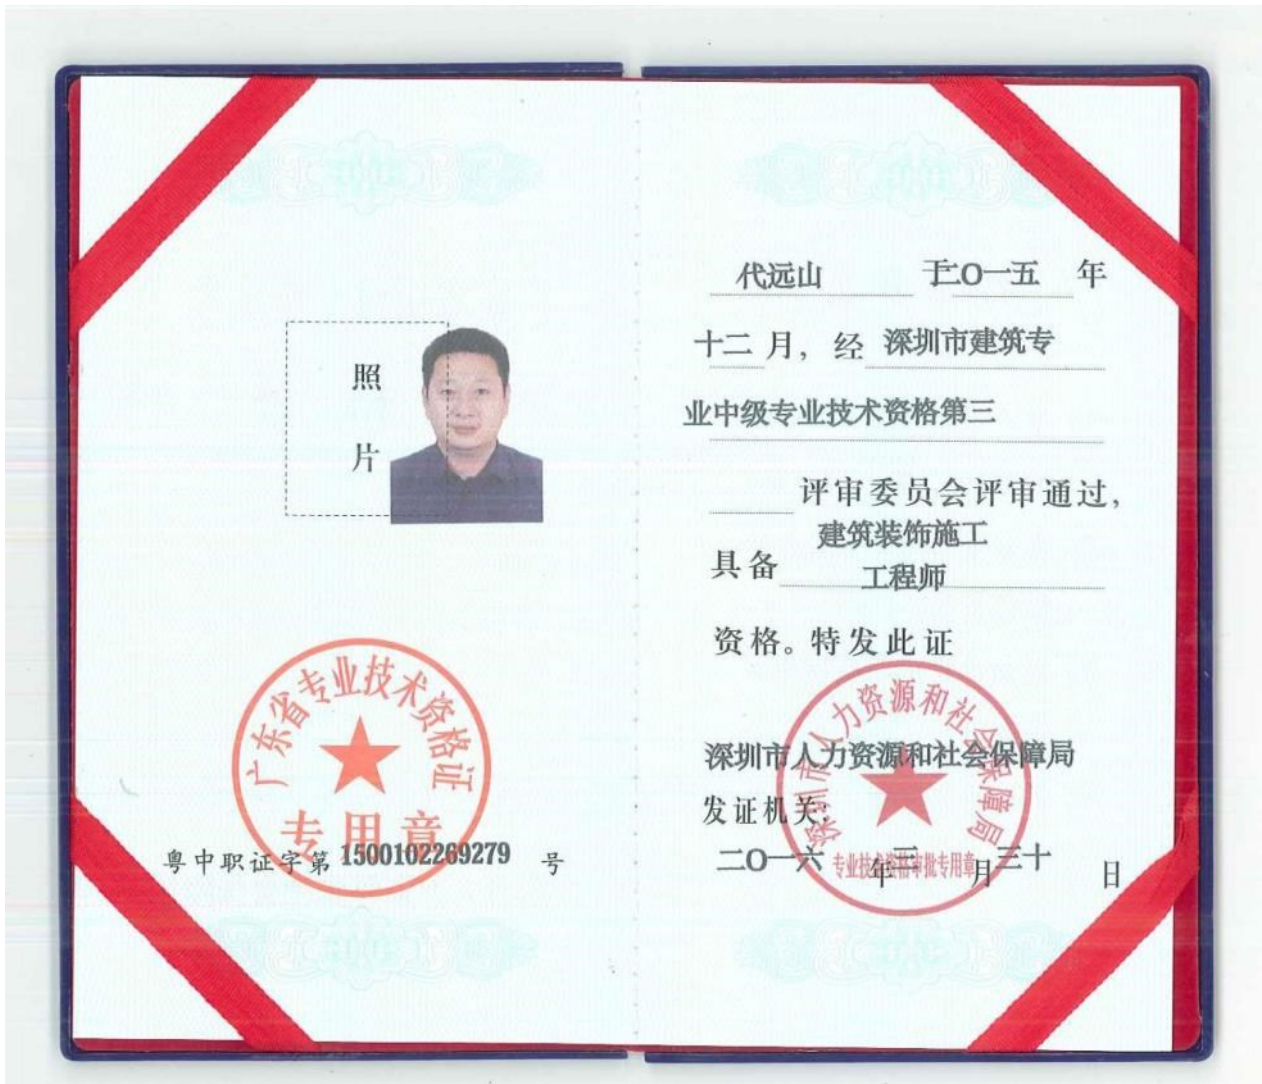 照
片
广东省专业技术资格证
专用章
粤中职证字第 1500102269279 号
代远山 于二O一五 年
十二 月，经 深圳市建筑专
业中级专业技术资格第三
评审委员会评审通过，
建筑装饰施工
具备 工程师
资格。特发此证
深圳市人力资源和社会保障局
深圳市人力资源和社会保障局
发证机关：
二O一六 年三 月三十 日
专业技术资格审批专用章